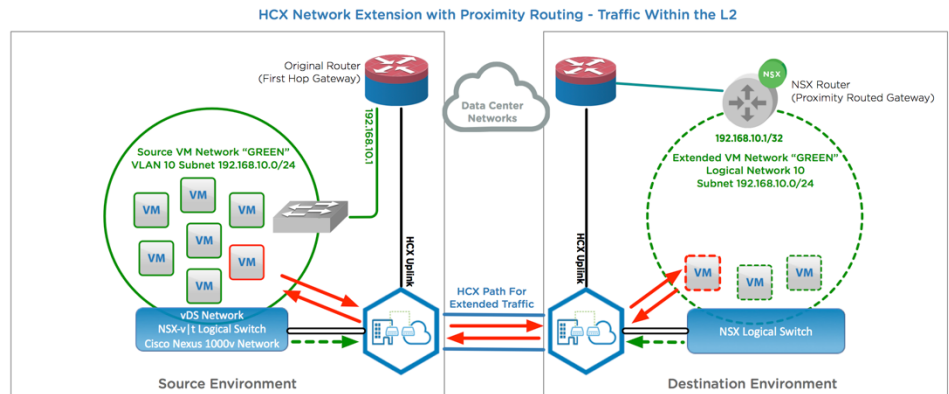 HCX Network Extension with Proximity Routing - Traffic Within the L2
Original Router
(First Hop Gateway)
192.168.10.1
Source VM Network "GREEN"
VLAN 10 Subnet 192.168.10.0/24
VM
VM
VM
VM
VM
VM
VM
HCX Uplink
vDS Network
NSX-v|t Logical Switch
Cisco Nexus 1000v Network
Source Environment
Data Center
Networks
HCX Path For
Extended Traffic
NSX
NSX Router
(Proximity Routed Gateway)
192.168.10.1/32
Extended VM Network "GREEN"
Logical Network 10
Subnet 192.168.10.0/24
HCX Uplink
VM
VM
VM
NSX Logical Switch
Destination Environment